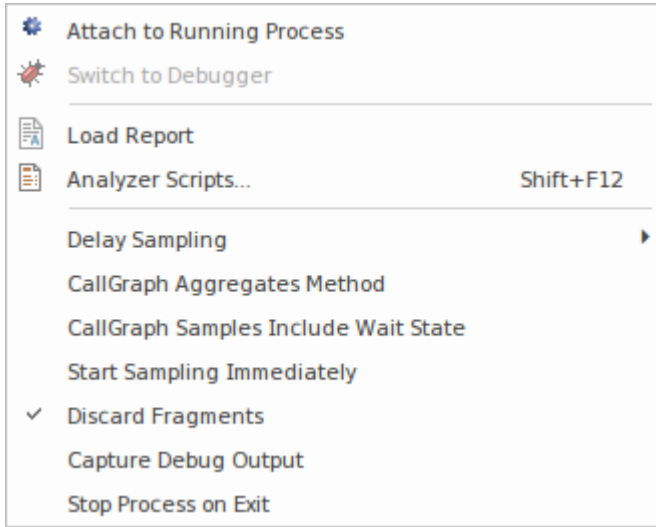 Attach to Running Process
Switch to Debugger
Load Report
Analyzer Scripts... Shift+F12
Delay Sampling
CallGraph Aggregates Method
CallGraph Samples Include Wait State
Start Sampling Immediately
Discard Fragments
Capture Debug Output
Stop Process on Exit